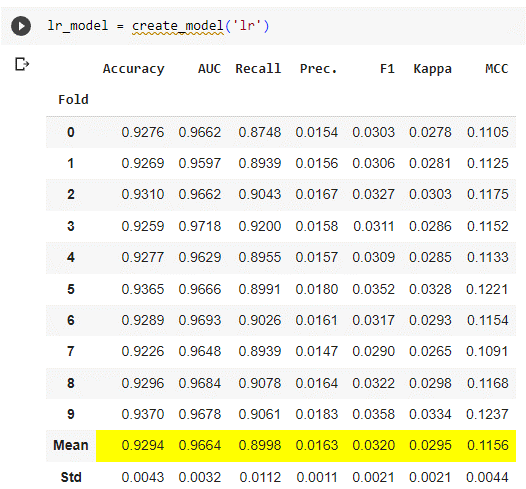 lr_model = create_model('lr')
Accuracy AUC Recall Prec. F1 Kappa MCC
Fold
0 0.9276 0.9662 0.8748 0.0154 0.0303 0.0278 0.1105
1 0.9269 0.9597 0.8939 0.0156 0.0306 0.0281 0.1125
2 0.9310 0.9662 0.9043 0.0167 0.0327 0.0303 0.1175
3 0.9259 0.9718 0.9200 0.0158 0.0311 0.0286 0.1152
4 0.9277 0.9629 0.8955 0.0157 0.0309 0.0285 0.1133
5 0.9365 0.9666 0.8991 0.0180 0.0352 0.0328 0.1221
6 0.9289 0.9693 0.9026 0.0161 0.0317 0.0293 0.1154
7 0.9226 0.9648 0.8939 0.0147 0.0290 0.0265 0.1091
8 0.9296 0.9684 0.9078 0.0164 0.0322 0.0298 0.1168
9 0.9370 0.9678 0.9061 0.0183 0.0358 0.0334 0.1237
Mean 0.9294 0.9664 0.8998 0.0163 0.0320 0.0295 0.1156
Std 0.0043 0.0032 0.0112 0.0011 0.0021 0.0021 0.0044